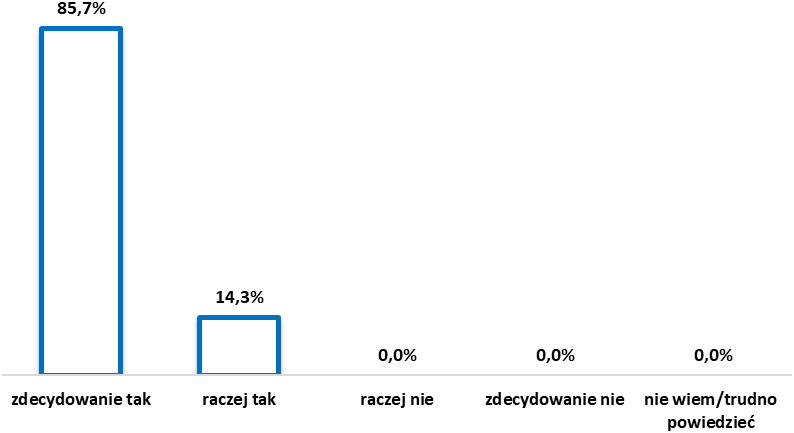 85,7%
14,3%
0,0%
0,0%
0,0%
zdecydowanie tak
raczej tak
raczej nie
zdecydowanie nie
nie wiem/trudno
powiedzieć